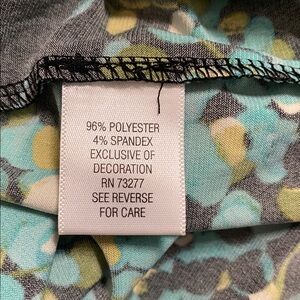 96% POLYESTER
4% SPANDEX
EXCLUSIVE OF
DECORATION
RN 73277
SEE REVERSE
FOR CARE